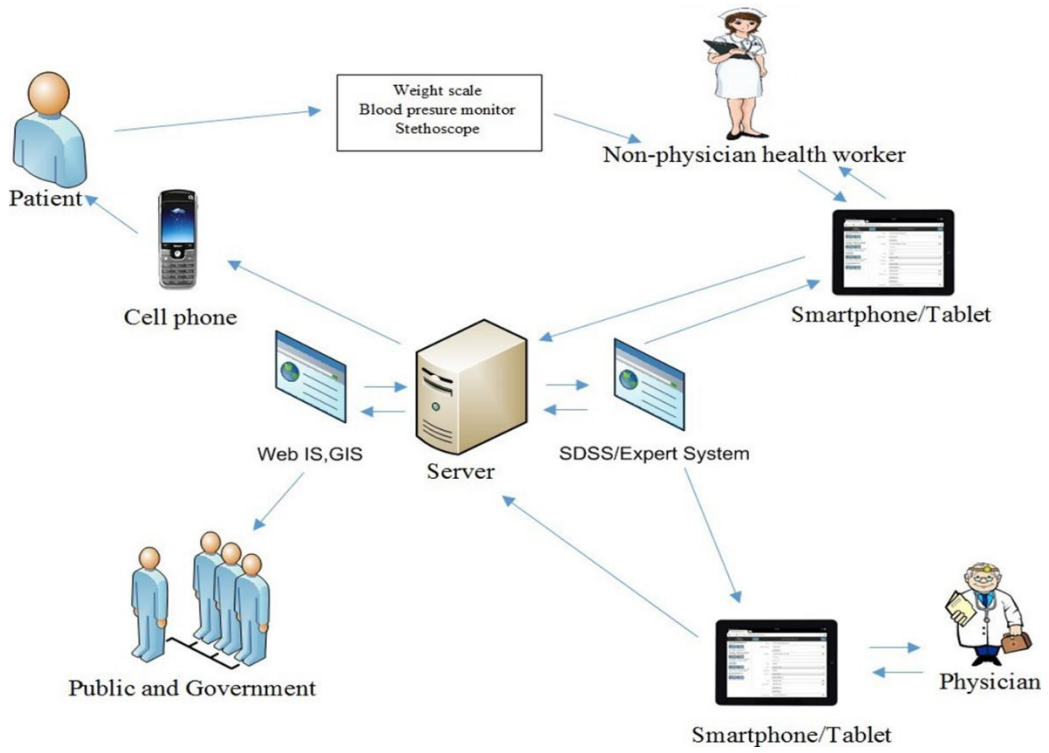 Weight scale
Blood presure monitor
Stethoscope
Non-physician health worker
Patient
Cell phone
Smartphone/Tablet
Web IS,GIS
Server
SDSS/Expert System
Public and Government
Physician
Smartphone/Tablet